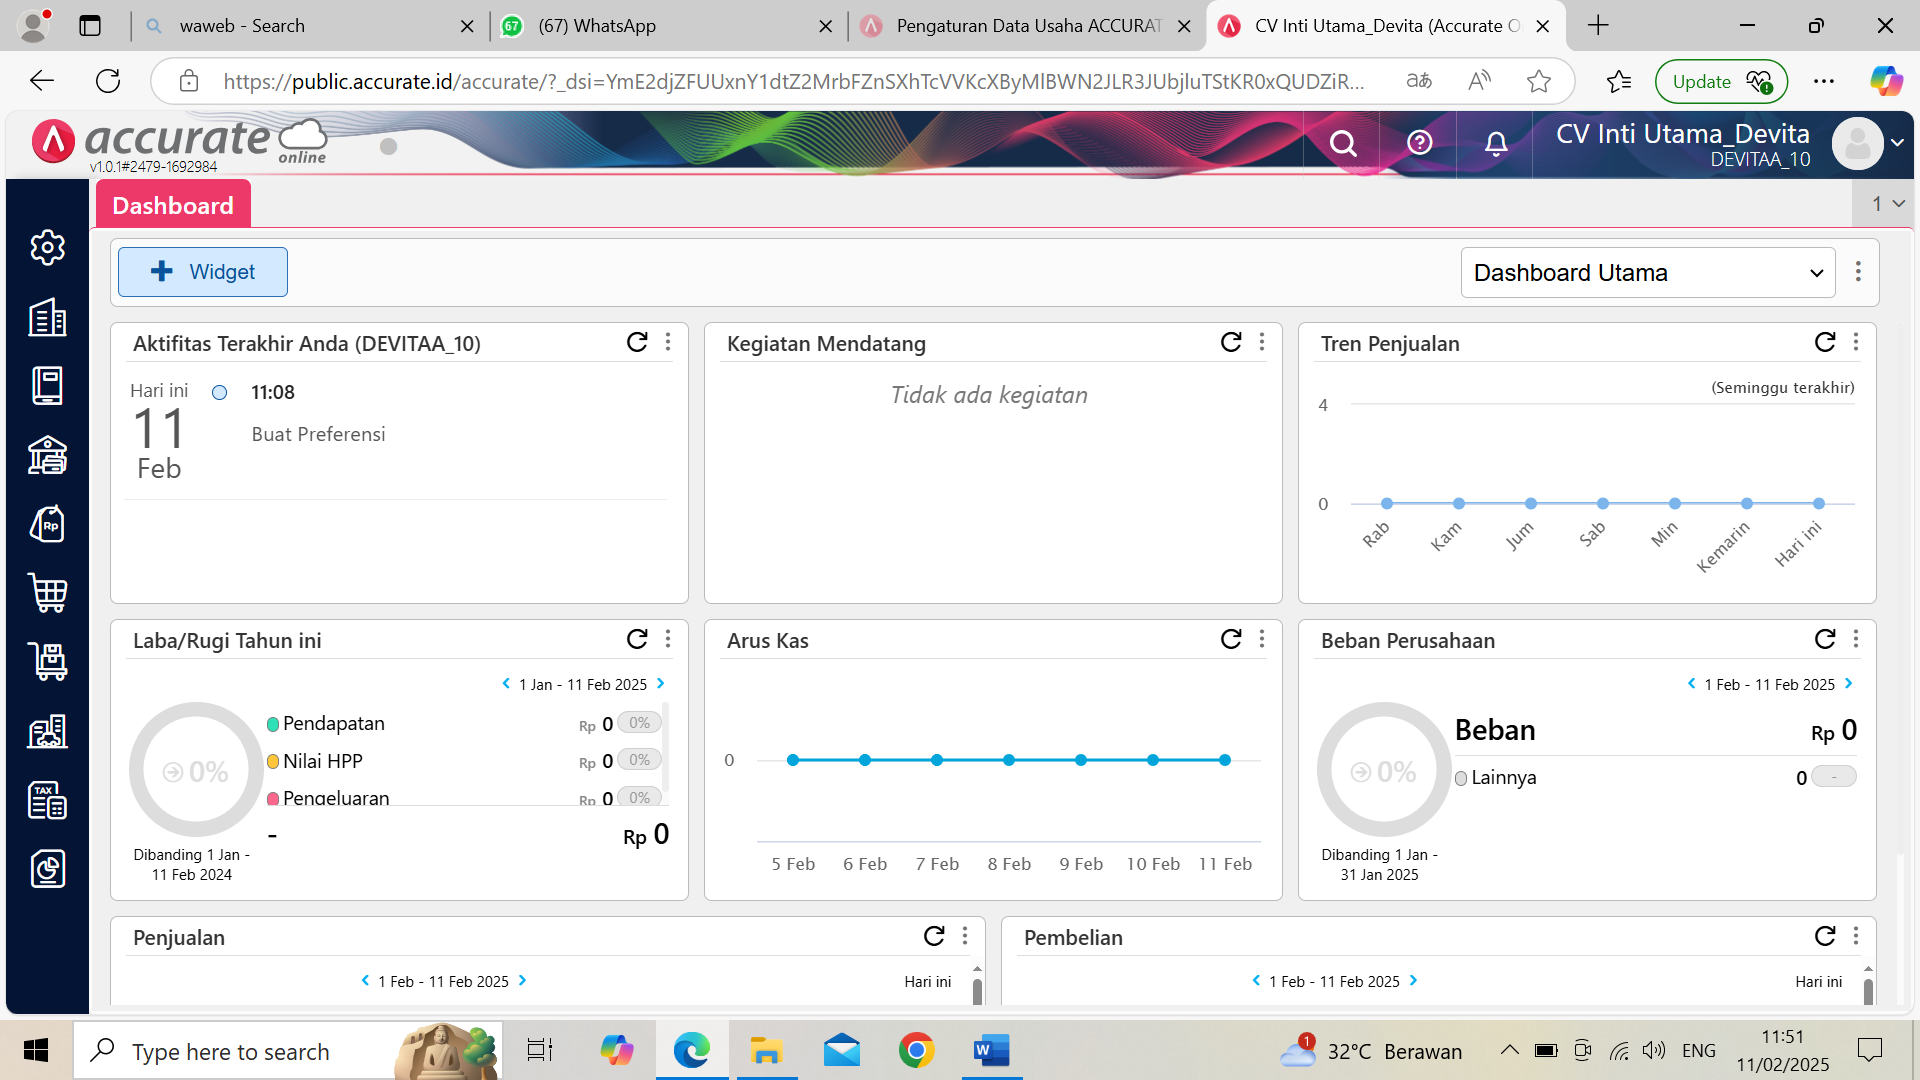 waweb - Search
(67) WhatsApp
Pengaturan Data Usaha ACCURAT
CV Inti Utama_Devita (Accurate O
https://public.accurate.id/accurate/?_dsi=YmE2djZFUUxnY1dtZ2MrbFZnSXhTcVVKcXByMlBWN2JLR3JUbjluTStKR0xQUDZiR...
Update
accurate
online
v1.0.1#2479-1692984
CV Inti Utama_Devita
DEVITAA_10
Dashboard
1
Widget
Dashboard Utama
Aktifitas Terakhir Anda (DEVITAA_10)
Hari ini
11
Feb
11:08
Buat Preferensi
Kegiatan Mendatang
Tidak ada kegiatan
Tren Penjualan
(Seminggu terakhir)
4
0
Rab
Kam
Jum
Sab
Min
Kemarin
Hari ini
Laba/Rugi Tahun ini
1 Jan - 11 Feb 2025
0%
Pendapatan Rp 0 0%
Nilai HPP Rp 0 0%
Pengeluaran Rp 0 0%
- Rp 0
Dibanding 1 Jan -
11 Feb 2024
Arus Kas
0
5 Feb 6 Feb 7 Feb 8 Feb 9 Feb 10 Feb 11 Feb
Beban Perusahaan
1 Feb - 11 Feb 2025
0%
Beban Rp 0
Lainnya 0 -
Dibanding 1 Jan -
31 Jan 2025
Penjualan
1 Feb - 11 Feb 2025
Hari ini
Pembelian
1 Feb - 11 Feb 2025
Hari ini
Rp
TAX
67
Type here to search
1
32°C Berawan
ENG
11:51
11/02/2025